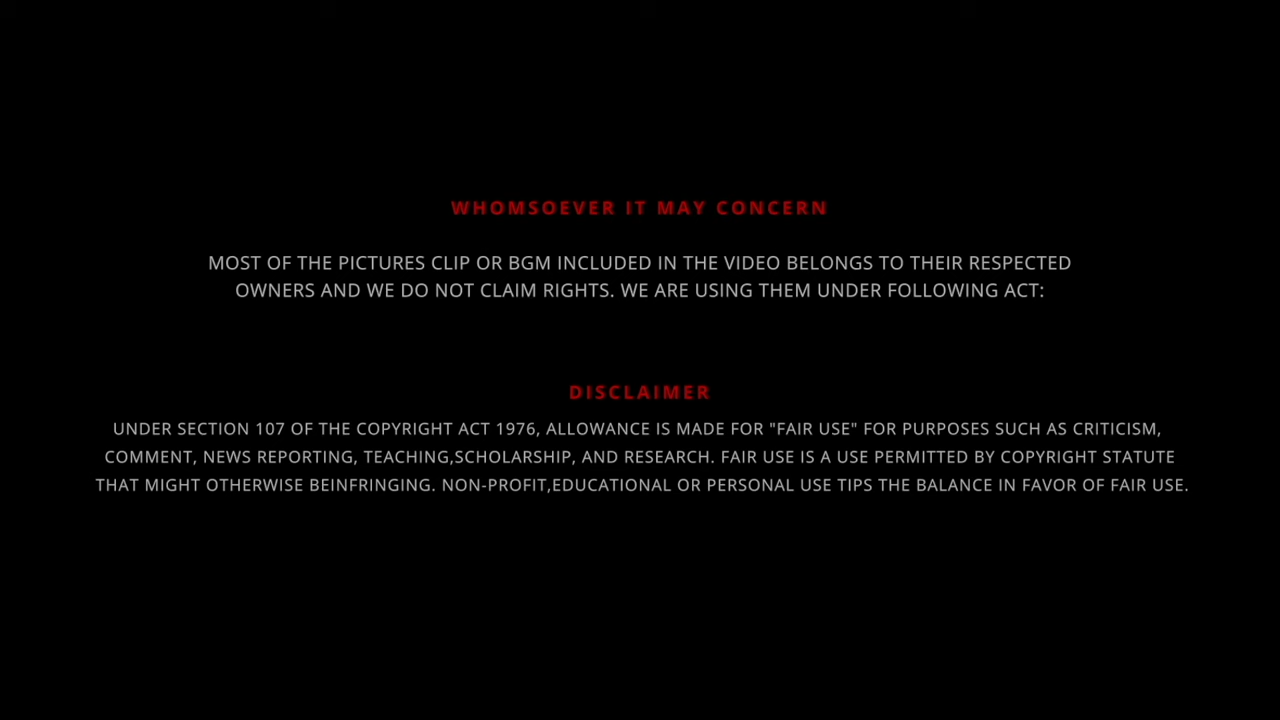 WHOMSOEVER IT MAY CONCERN
MOST OF THE PICTURES CLIP OR BGM INCLUDED IN THE VIDEO BELONGS TO THEIR RESPECTED
OWNERS AND WE DO NOT CLAIM RIGHTS. WE ARE USING THEM UNDER FOLLOWING ACT:
DISCLAIMER
UNDER SECTION 107 OF THE COPYRIGHT ACT 1976, ALLOWANCE IS MADE FOR "FAIR USE" FOR PURPOSES SUCH AS CRITICISM,
COMMENT, NEWS REPORTING, TEACHING,SCHOLARSHIP, AND RESEARCH. FAIR USE IS A USE PERMITTED BY COPYRIGHT STATUTE
THAT MIGHT OTHERWISE BEINFRINGING. NON-PROFIT,EDUCATIONAL OR PERSONAL USE TIPS THE BALANCE IN FAVOR OF FAIR USE.